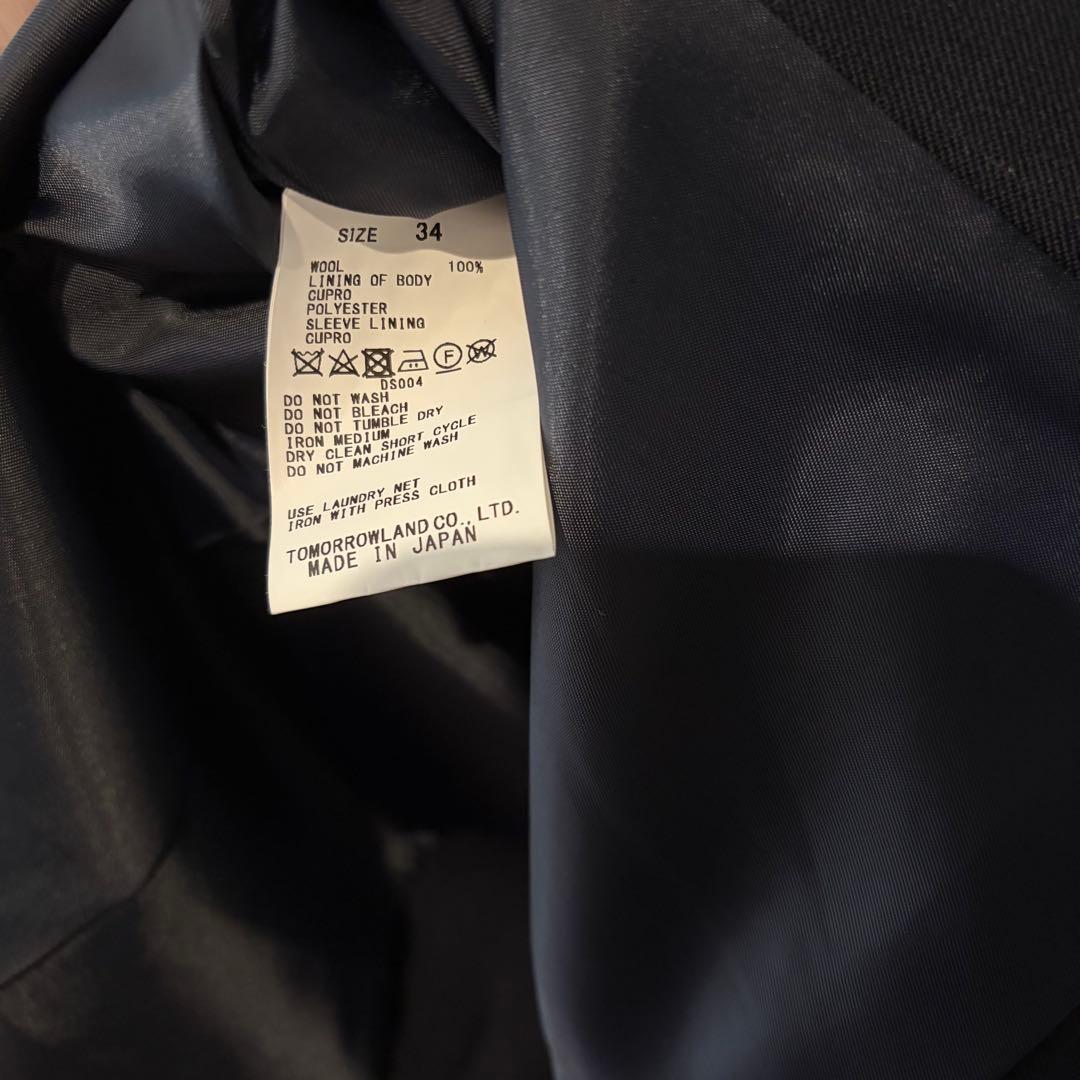 SIZE 34
WOOL 100%
LINING OF BODY
CUPRO
POLYESTER
SLEEVE LINING
CUPRO
F W
DS004
DO NOT WASH
DO NOT BLEACH
DO NOT TUMBLE DRY
IRON MEDIUM
DRY CLEAN SHORT CYCLE
DO NOT MACHINE WASH
USE LAUNDRY NET
IRON WITH PRESS CLOTH
TOMORROWLAND CO., LTD.
MADE IN JAPAN